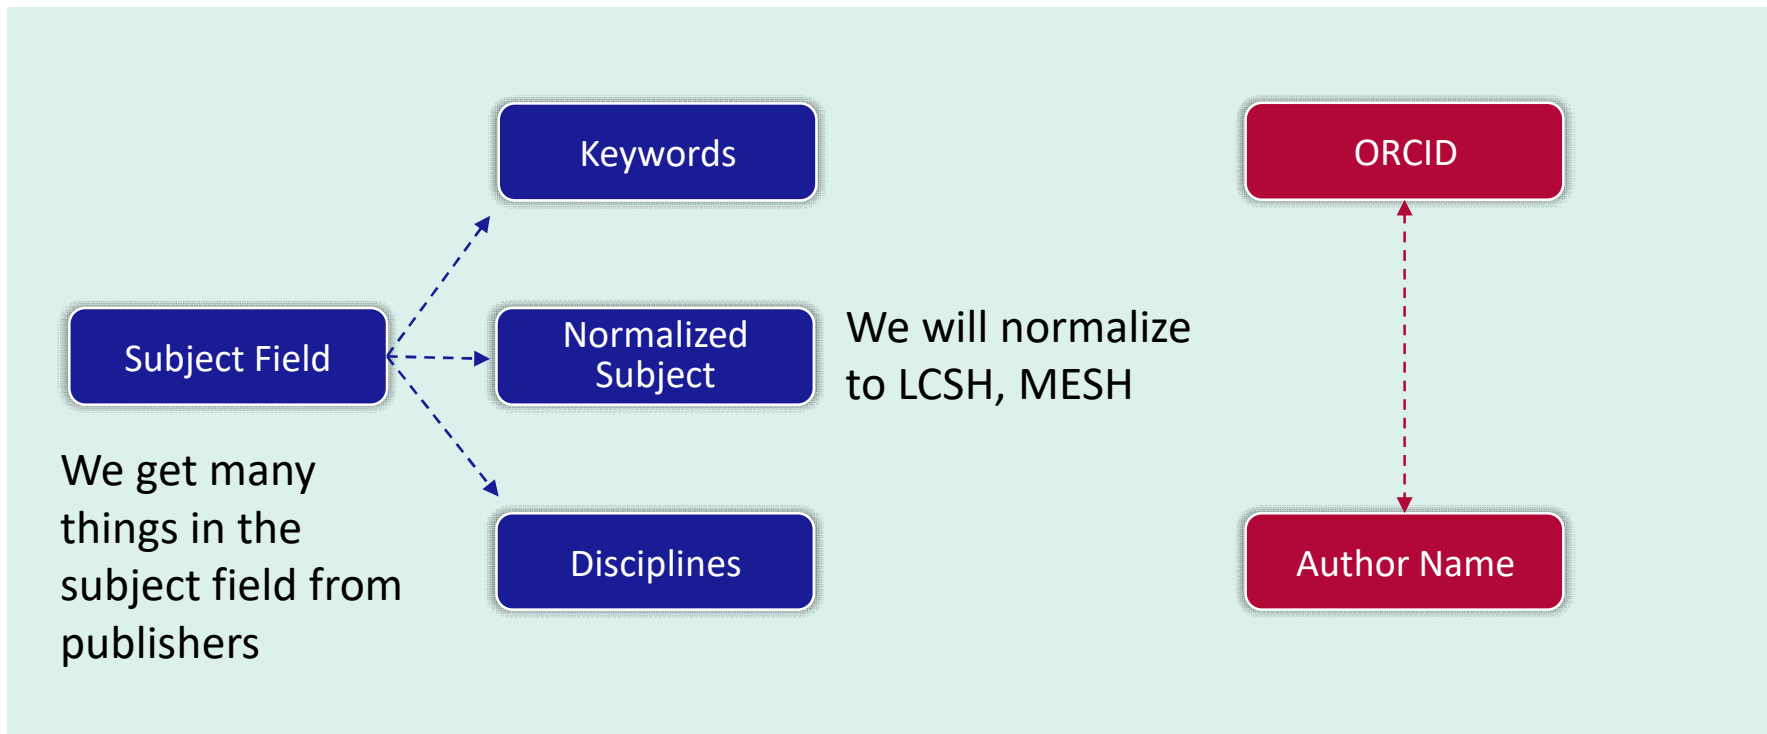 Keywords
ORCID
Subject Field
Normalized
Subject
We will normalize
to LCSH, MESH
We get many
things in the
subject field from
publishers
Disciplines
Author Name